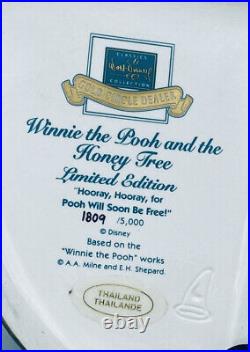 CLASSICS
Walt Disney
COLLECTION
GOLD CIRCLE DEALER
Winnie the Pooh and the
Honey Tree
Limited Edition
"Hooray, Hooray, for
Pooh Will Soon Be Free!"
1809 /5,000
© Disney
Based on the
"Winnie the Pooh" works
© A.A. Milne and E.H. Shepard.
THAILAND
THAILANDE